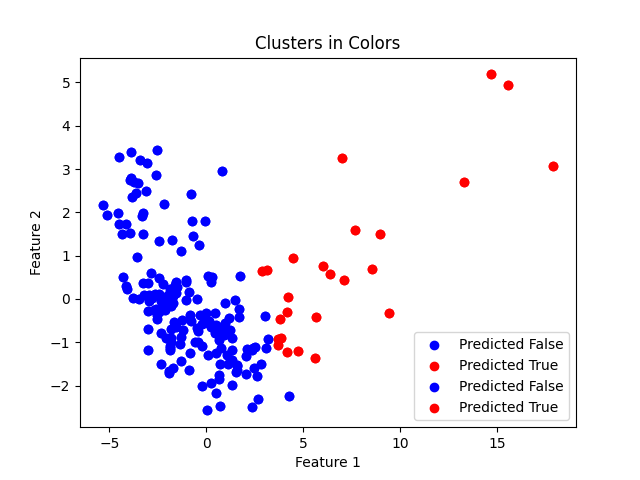 Clusters in Colors
Feature 2
5
4
3
2
1
0
−1
−2
−5
0
5
10
15
Feature 1
Predicted False
Predicted True
Predicted False
Predicted True